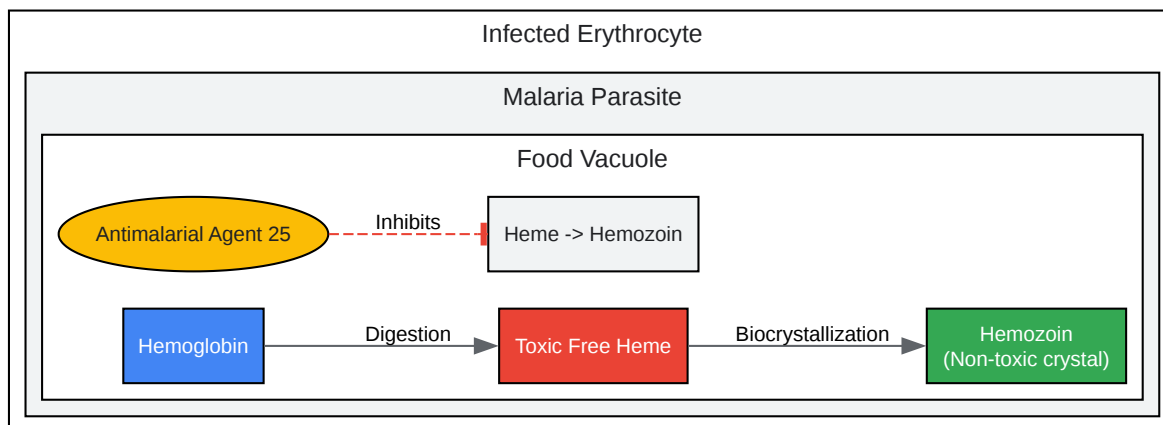 Infected Erythrocyte
Malaria Parasite
Food Vacuole
Antimalarial Agent 25
Inhibits
Heme -> Hemozoin
Hemoglobin
Digestion
Toxic Free Heme
Biocrystallization
Hemozoin
(Non-toxic crystal)